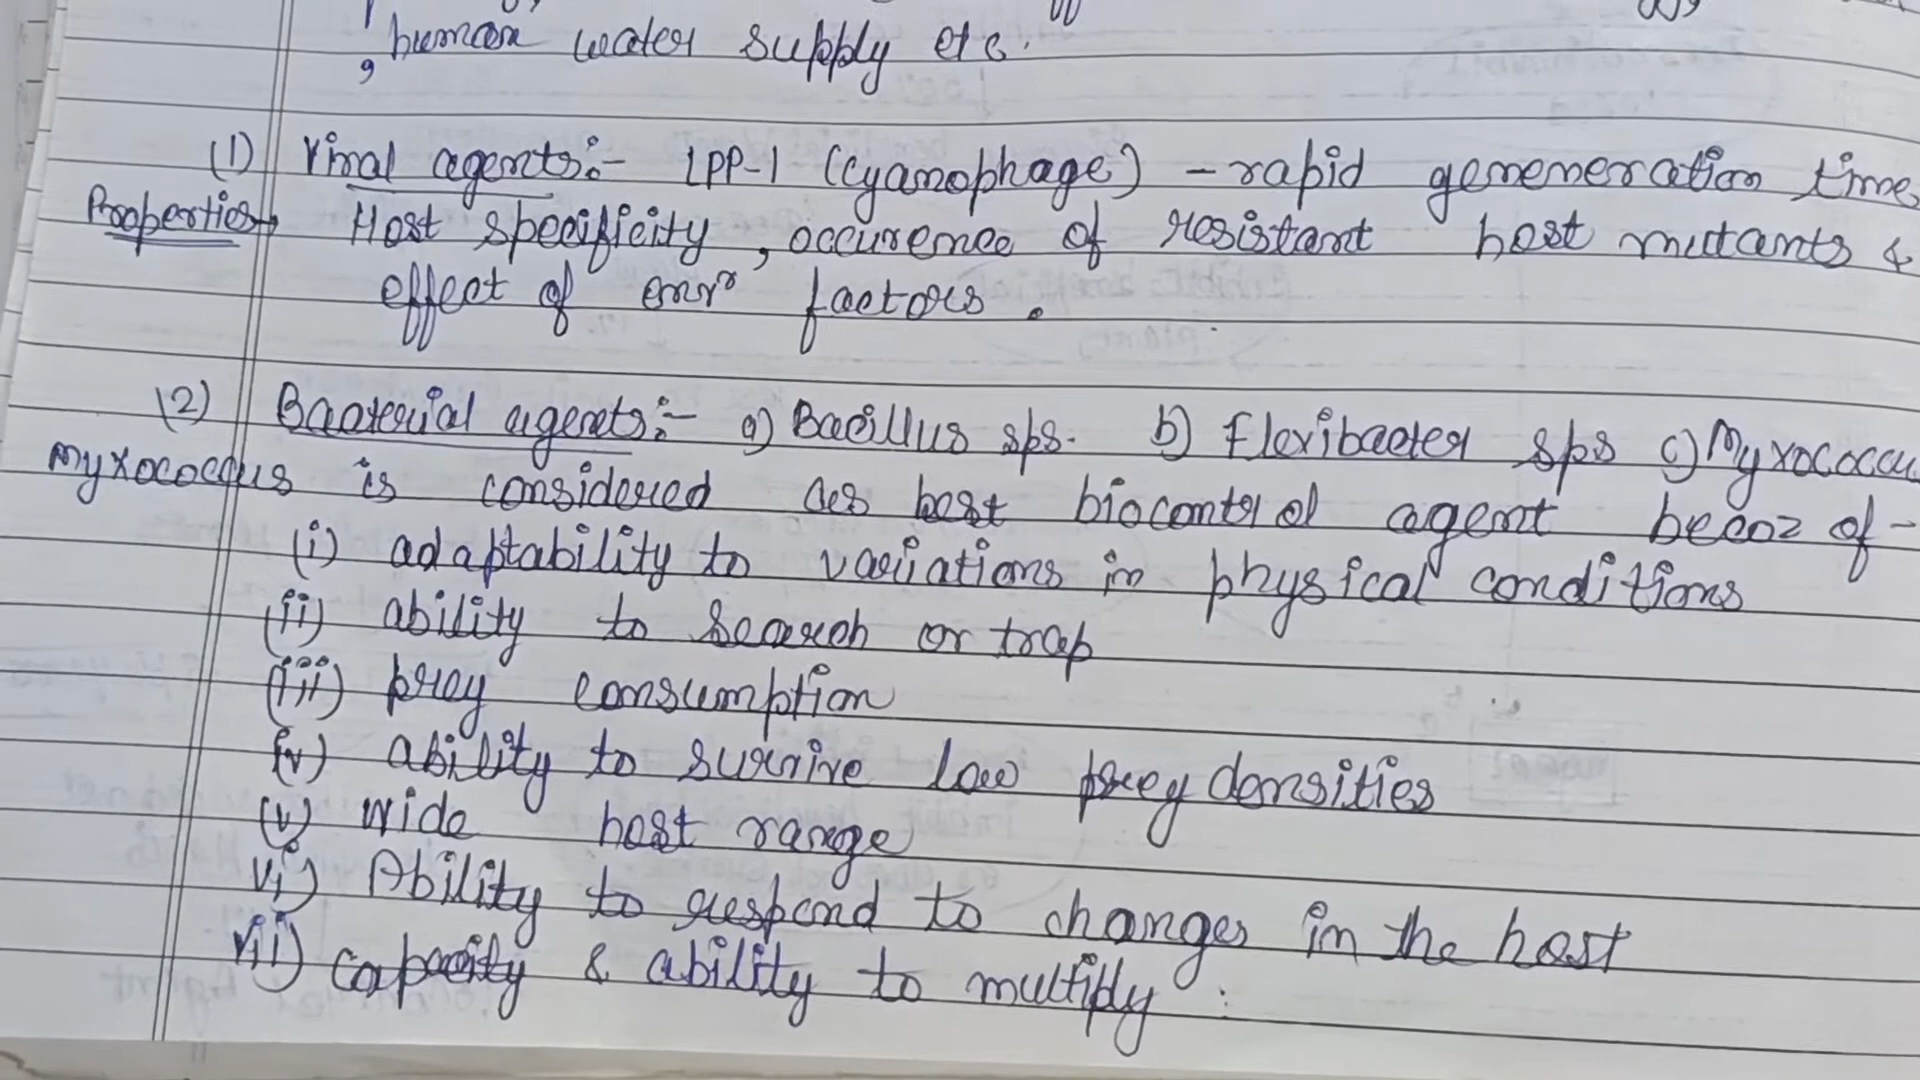 human water supply etc.
(1) Viral agents:- LPP-1 (Cyanophage) - rapid genemeration time,
Properties → Host specificity, occurence of resistant host mutants &
effect of envr factors.
(2) Bacterial agents:- a) Bacillus sps. b) Flexibacter sps c) Myxococcu
Myxococcus is considered as best biocontrol agent becoz of -
(i) adaptability to variations in physical conditions
(ii) ability to search or trap
(iii) prey consumption
(iv) ability to survive low prey densities
(v) wide host range
vi) Ability to respond to changes in the host
vii) capacity & ability to multiply.